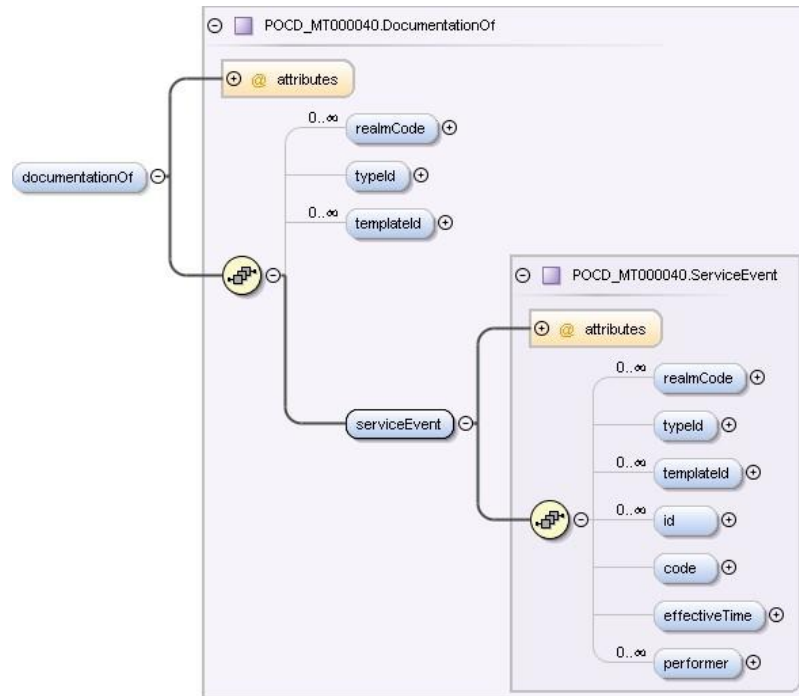 POCD_MT000040.DocumentationOf
@ attributes
0..∞
realmCode
documentationOf
typeId
0..∞
templateId
POCD_MT000040.ServiceEvent
@ attributes
0..∞
realmCode
serviceEvent
typeId
0..∞
templateId
0..∞
id
code
effectiveTime
0..∞
performer